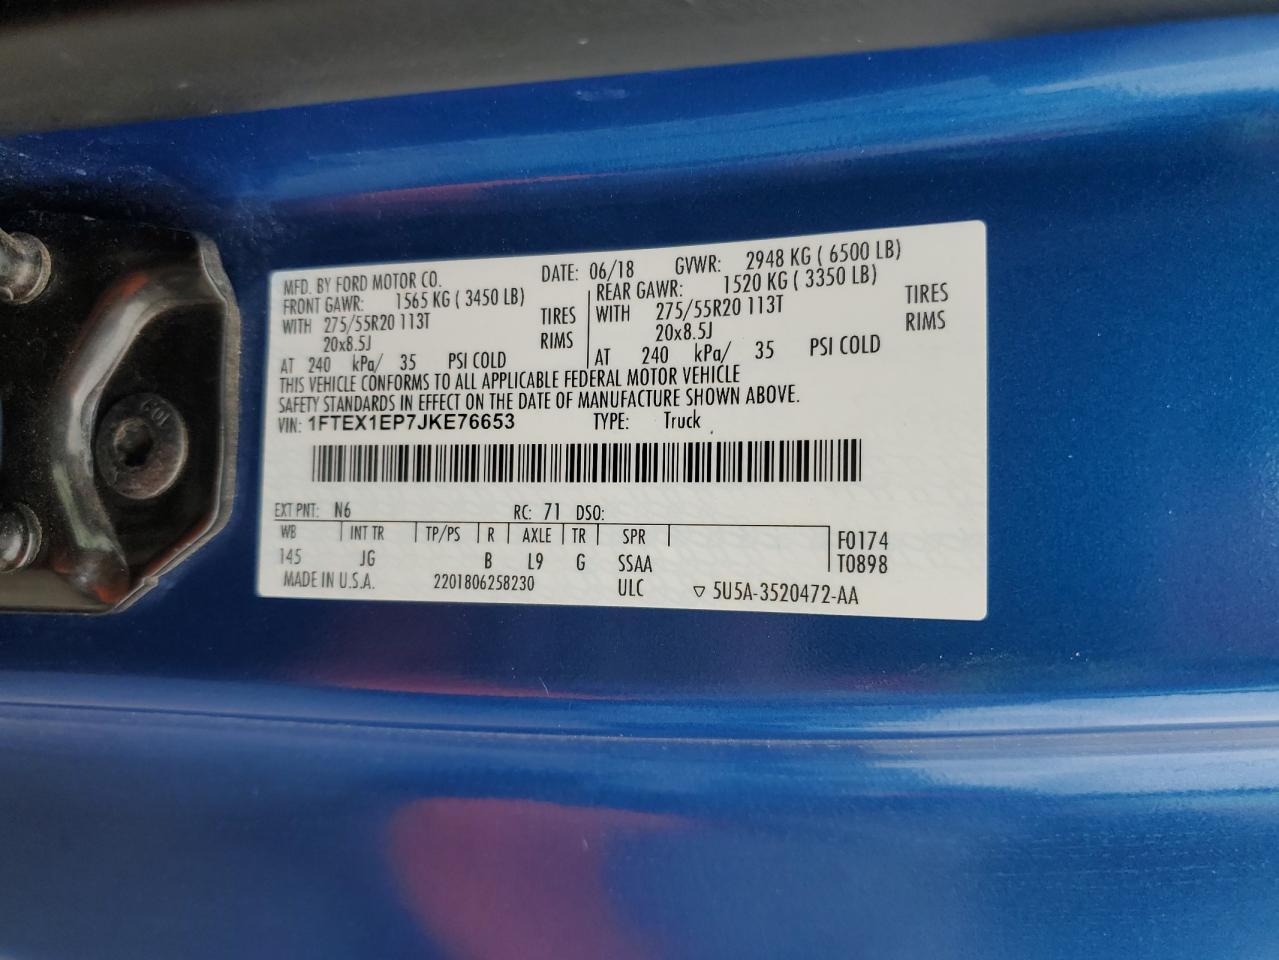 MFD. BY FORD MOTOR CO. DATE: 06/18 GVWR: 2948 KG ( 6500 LB)
FRONT GAWR: 1565 KG ( 3450 LB) REAR GAWR: 1520 KG ( 3350 LB)
WITH 275/55R20 113T TIRES WITH 275/55R20 113T TIRES
20x8.5J RIMS 20x8.5J RIMS
AT 240 kPa/ 35 PSI COLD AT 240 kPa/ 35 PSI COLD
THIS VEHICLE CONFORMS TO ALL APPLICABLE FEDERAL MOTOR VEHICLE
SAFETY STANDARDS IN EFFECT ON THE DATE OF MANUFACTURE SHOWN ABOVE.
VIN: 1FTEX1EP7JKE76653 TYPE: Truck
EXT PNT: N6 RC: 71 DSO:
WB INT TR TP/PS R AXLE TR SPR F0174
145 JG B L9 G SSAA T0898
MADE IN U.S.A. 2201806258230 ULC ▽ 5U5A-3520472-AA